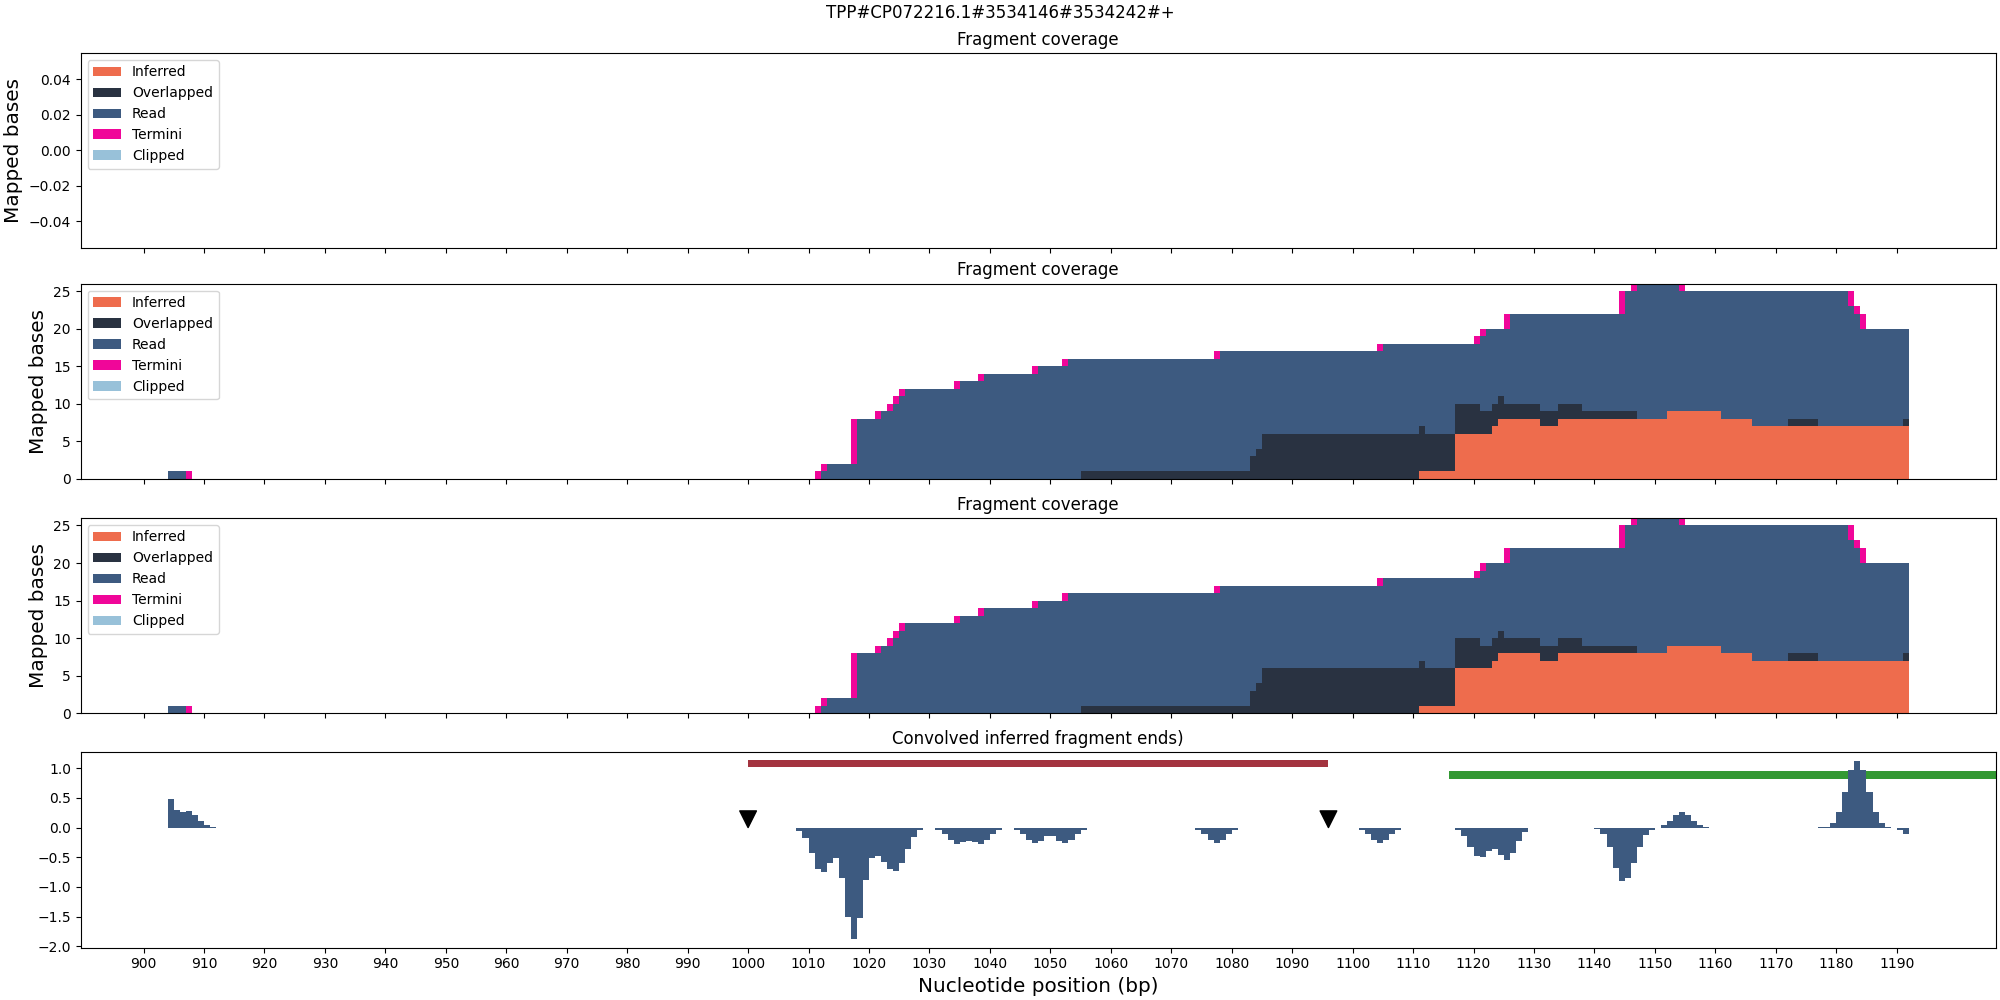 TPP#CP072216.1#3534146#3534242#+
Fragment coverage
Mapped bases
0.04
0.02
0.00
−0.02
−0.04
Inferred
Overlapped
Read
Termini
Clipped
Fragment coverage
Mapped bases
25
20
15
10
5
0
Inferred
Overlapped
Read
Termini
Clipped
Fragment coverage
Mapped bases
25
20
15
10
5
0
Inferred
Overlapped
Read
Termini
Clipped
Convolved inferred fragment ends)
1.0
0.5
0.0
−0.5
−1.0
−1.5
−2.0
900 910 920 930 940 950 960 970 980 990 1000 1010 1020 1030 1040 1050 1060 1070 1080 1090 1100 1110 1120 1130 1140 1150 1160 1170 1180 1190
Nucleotide position (bp)